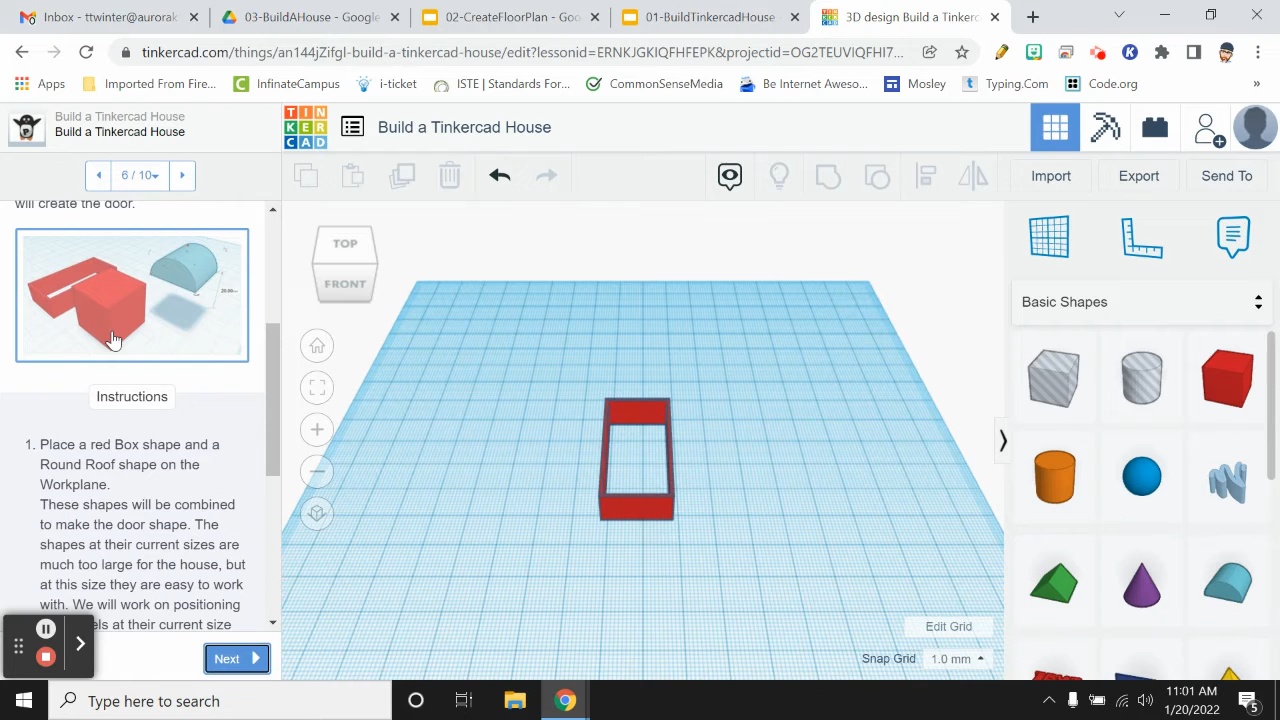 Inbox - ttwintermaurorak
03-BuildAHouse - Google
02-CreateFloorPlan - Goo
01-BuildTinkercadHouse
3D design Build a Tinkerc
tinkercad.com/things/an144jZifgl-build-a-tinkercad-house/edit?lessonid=ERNKJGKIQFHFEPK&projectid=OG2TEUVIQFHI7...
Apps
Imported From Fire
InfinateCampus
i-ticket
ISTE | Standards For...
CommonSenseMedia
Be Internet Aweso...
Mosley
Typing.Com
Code.org
»
Build a Tinkercad House
Build a Tinkercad House
TIN
KER
CAD
Build a Tinkercad House
6 / 10
Import
Export
Send To
will create the door.
TOP
FRONT
Basic Shapes
Instructions
1. Place a red Box shape and a
Round Roof shape on the
Workplane.
These shapes will be combined
to make the door shape. The
shapes at their current sizes are
much too large for the house, but
at this size they are easy to work
with. We will work on positioning
els at their current size
Next
Edit Grid
Snap Grid
1.0 mm
Type here to search
11:01 AM
1/20/2022
5